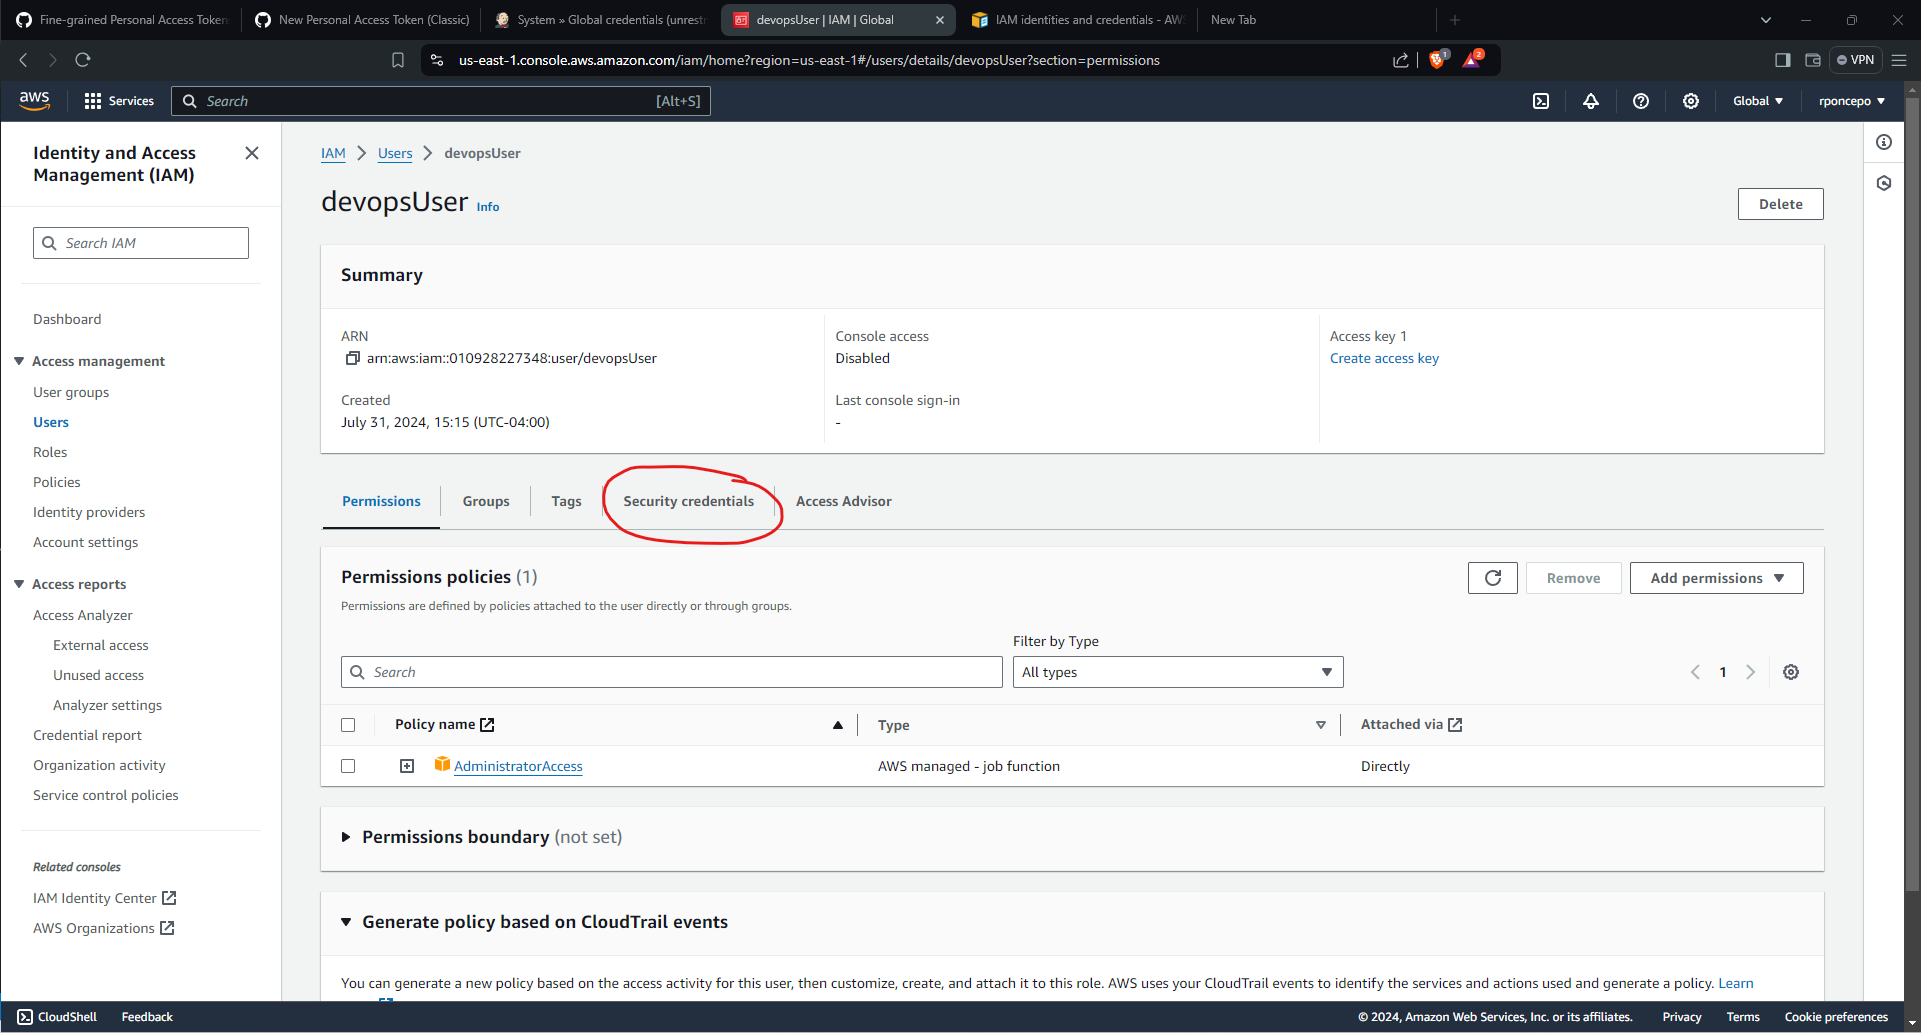 Fine-grained Personal Access Token
New Personal Access Token (Classic)
System » Global credentials (unrestr
devopsUser | IAM | Global
IAM identities and credentials - AWS
New Tab
us-east-1.console.aws.amazon.com/iam/home?region=us-east-1#/users/details/devopsUser?section=permissions
1
2
VPN
aws
Services
Search
[Alt+S]
Global
rponcepo
Identity and Access
Management (IAM)
Search IAM
Dashboard
Access management
User groups
Users
Roles
Policies
Identity providers
Account settings
Access reports
Access Analyzer
External access
Unused access
Analyzer settings
Credential report
Organization activity
Service control policies
Related consoles
IAM Identity Center
AWS Organizations
IAM
Users
devopsUser
devopsUser Info
Delete
Summary
ARN
arn:aws:iam::010928227348:user/devopsUser
Created
July 31, 2024, 15:15 (UTC-04:00)
Console access
Disabled
Last console sign-in
-
Access key 1
Create access key
Permissions
Groups
Tags
Security credentials
Access Advisor
Permissions policies (1)
Permissions are defined by policies attached to the user directly or through groups.
Remove
Add permissions
Filter by Type
Search
All types
1
Policy name
Type
Attached via
AdministratorAccess
AWS managed - job function
Directly
Permissions boundary (not set)
Generate policy based on CloudTrail events
You can generate a new policy based on the access activity for this user, then customize, create, and attach it to this role. AWS uses your CloudTrail events to identify the services and actions used and generate a policy. Learn
CloudShell
Feedback
© 2024, Amazon Web Services, Inc. or its affiliates.
Privacy
Terms
Cookie preferences